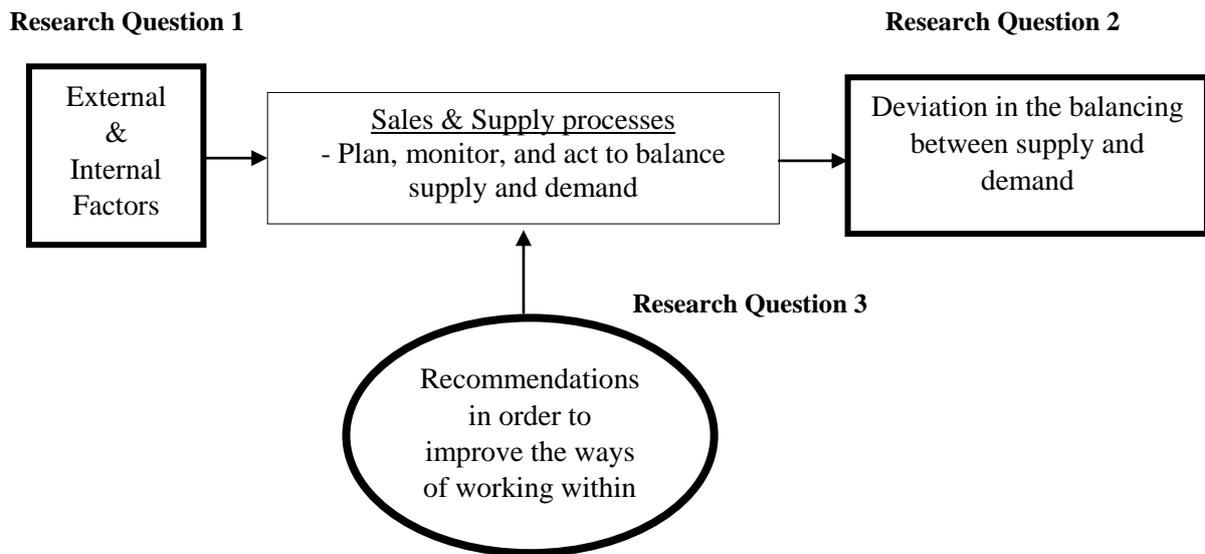 Research Question 1
Research Question 2
External
&
Internal
Factors
Sales & Supply processes
- Plan, monitor, and act to balance
supply and demand
Deviation in the balancing
between supply and
demand
Research Question 3
Recommendations
in order to
improve the ways
of working within